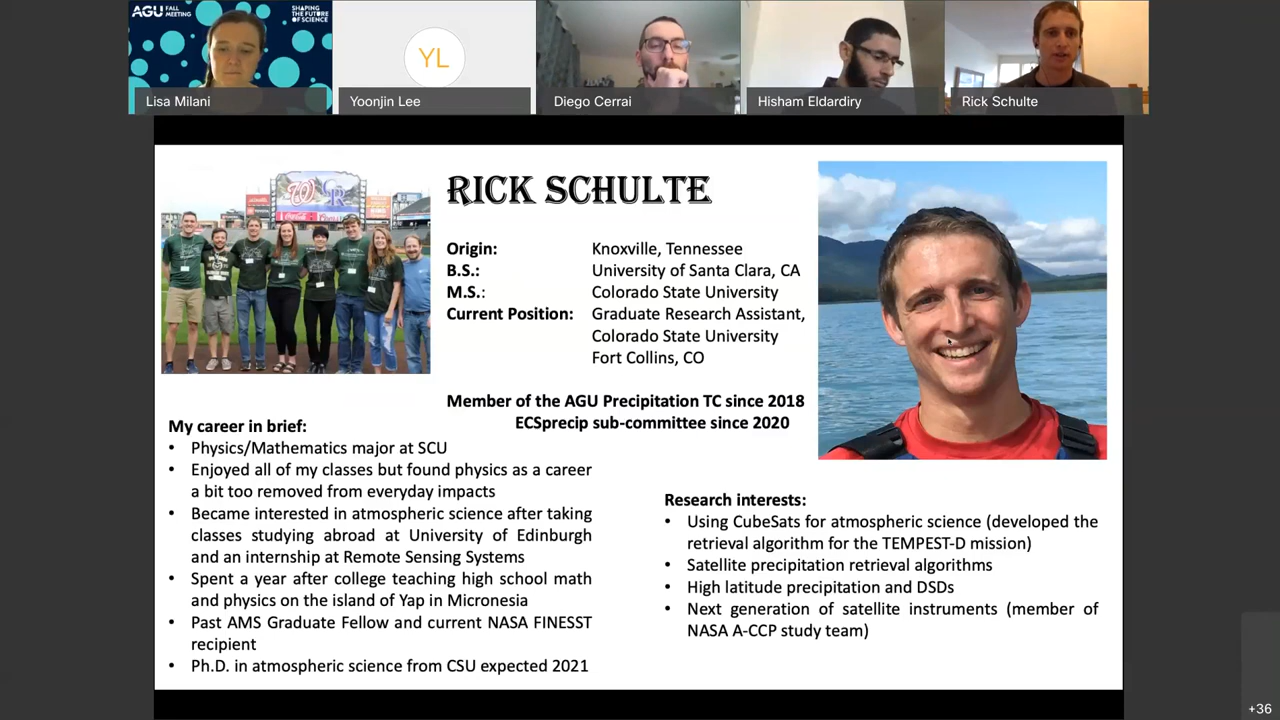 AGU FALL MEETING
SHAPING THE FUTURE OF SCIENCE
YL
Lisa Milani
Yoonjin Lee
Diego Cerrai
Hisham Eldardiry
Rick Schulte
RICK SCHULTE
Origin: Knoxville, Tennessee
B.S.: University of Santa Clara, CA
M.S.: Colorado State University
Current Position: Graduate Research Assistant,
Colorado State University
Fort Collins, CO
Member of the AGU Precipitation TC since 2018
ECSprecip sub-committee since 2020
My career in brief:
• Physics/Mathematics major at SCU
• Enjoyed all of my classes but found physics as a career
a bit too removed from everyday impacts
• Became interested in atmospheric science after taking
classes studying abroad at University of Edinburgh
and an internship at Remote Sensing Systems
• Spent a year after college teaching high school math
and physics on the island of Yap in Micronesia
• Past AMS Graduate Fellow and current NASA FINESST
recipient
• Ph.D. in atmospheric science from CSU expected 2021
Research interests:
• Using CubeSats for atmospheric science (developed the
retrieval algorithm for the TEMPEST-D mission)
• Satellite precipitation retrieval algorithms
• High latitude precipitation and DSDs
• Next generation of satellite instruments (member of
NASA A-CCP study team)
+36